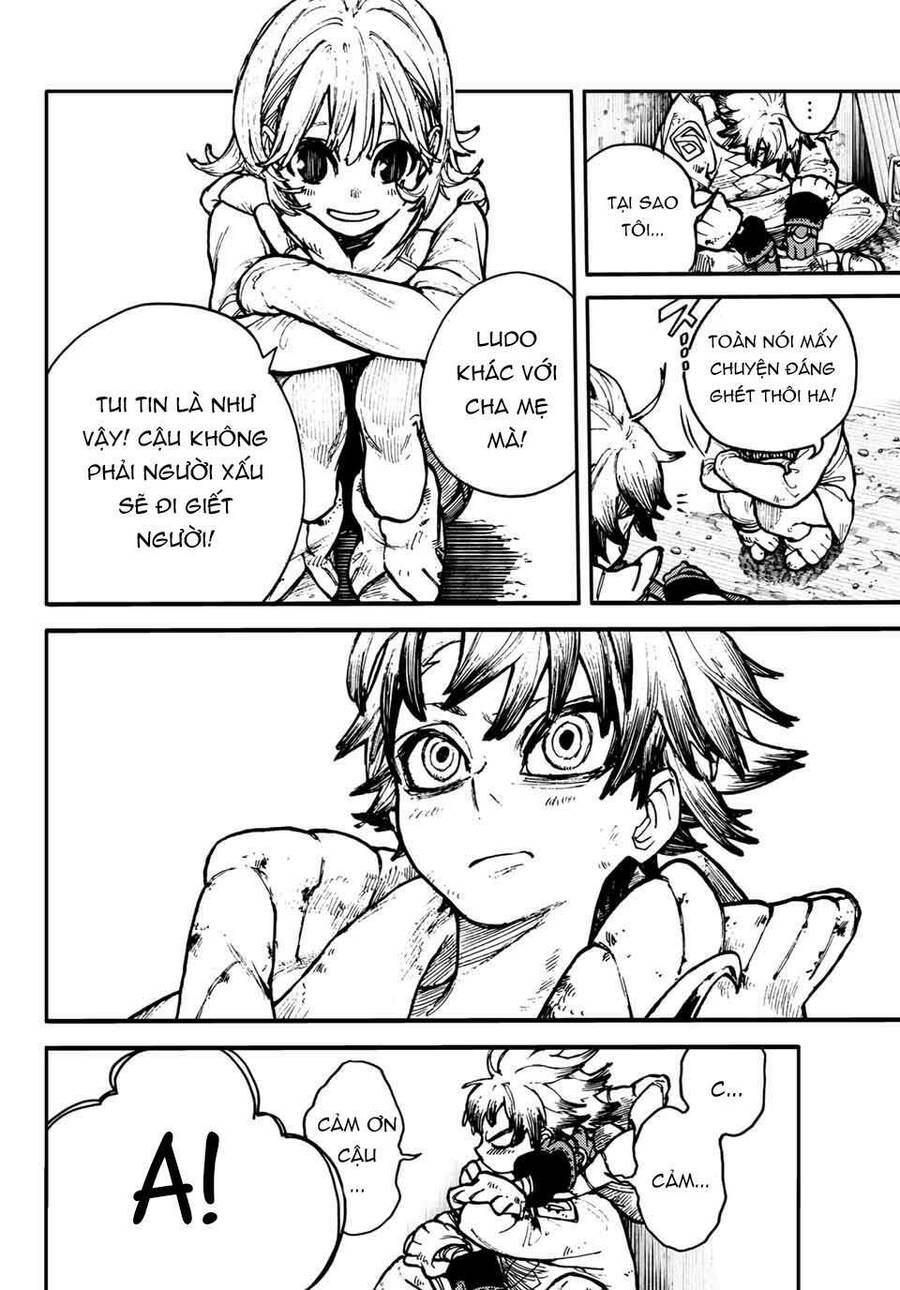 ...
TẠI SAO
TÔI...
TOÀN NÓI MẤY
CHUYỆN ĐÁNG
GHÉT THÔI HA!
LUDO
KHÁC VỚI
CHA MẸ
MÀ!
TUI TIN LÀ NHƯ
VẬY! CẬU KHÔNG
PHẢI NGƯỜI XẤU
SẼ ĐI GIẾT
NGƯỜI!
C...
CẢM...
CẢM ƠN
CẬU
...
A!